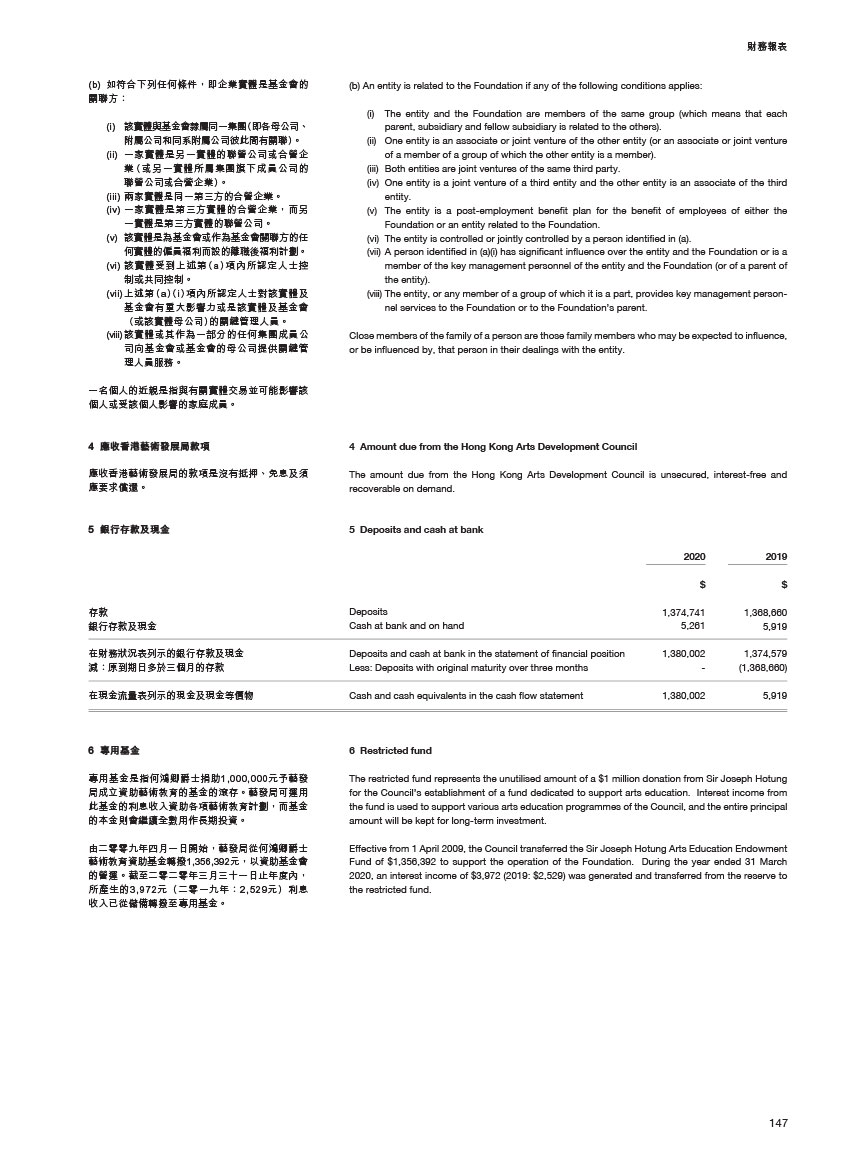 財務報表
(b) 如符合下列任何條件，即企業實體是基金會的
關聯方：
(i) 該實體與基金會隸屬同一集團(即各母公司、
附屬公司和同系附屬公司彼此間有關聯)。
(ii) 一家實體是另一實體的聯營公司或合營企
業(或另一實體所屬集團旗下成員公司的
聯營公司或合營企業)。
(iii) 兩家實體是同一第三方的合營企業。
(iv) 一家實體是第三方實體的合營企業，而另
一實體是第三方實體的聯營公司。
(v) 該實體是為基金會或作為基金會關聯方的任
何實體的僱員福利而設的離職後福利計劃。
(vi) 該實體受到上述第(a)項內所認定人士控
制或共同控制。
(vii) 上述第(a)(i)項內所認定人士對該實體及
基金會有重大影響力或是該實體及基金會
(或該實體母公司)的關鍵管理人員。
(viii) 該實體或其作為一部分的任何集團成員公
司向基金會或基金會的母公司提供關鍵管
理人員服務。
一名個人的近親是指與有關實體交易並可能影響該
個人或受該個人影響的家庭成員。
(b) An entity is related to the Foundation if any of the following conditions applies:
(i) The entity and the Foundation are members of the same group (which means that each
parent, subsidiary and fellow subsidiary is related to the others).
(ii) One entity is an associate or joint venture of the other entity (or an associate or joint venture
of a member of a group of which the other entity is a member).
(iii) Both entities are joint ventures of the same third party.
(iv) One entity is a joint venture of a third entity and the other entity is an associate of the third
entity.
(v) The entity is a post-employment benefit plan for the benefit of employees of either the
Foundation or an entity related to the Foundation.
(vi) The entity is controlled or jointly controlled by a person identified in (a).
(vii) A person identified in (a)(i) has significant influence over the entity and the Foundation or is a
member of the key management personnel of the entity and the Foundation (or of a parent of
the entity).
(viii) The entity, or any member of a group of which it is a part, provides key management person-
nel services to the Foundation or to the Foundation's parent.
Close members of the family of a person are those family members who may be expected to influence,
or be influenced by, that person in their dealings with the entity.
4 應收香港藝術發展局款項
應收香港藝術發展局的款項是沒有抵押、免息及須
應要求償還。
4 Amount due from the Hong Kong Arts Development Council
The amount due from the Hong Kong Arts Development Council is unsecured, interest-free and
recoverable on demand.
5 銀行存款及現金 5 Deposits and cash at bank
2020 2019
$ $
存款 Deposits 1,374,741 1,368,660
銀行存款及現金 Cash at bank and on hand 5,261 5,919
在財務狀況表列示的銀行存款及現金 Deposits and cash at bank in the statement of financial position 1,380,002 1,374,579
減：原到期日多於三個月的存款 Less: Deposits with original maturity over three months - (1,368,660)
在現金流量表列示的現金及現金等價物 Cash and cash equivalents in the cash flow statement 1,380,002 5,919
6 專用基金
專用基金是指何鴻卿爵士捐助1,000,000元予藝發
局成立資助藝術教育的基金的滾存。藝發局可運用
此基金的利息收入資助各項藝術教育計劃，而基金
的本金則會繼續全數用作長期投資。
由二零零九年四月一日開始，藝發局從何鴻卿爵士
藝術教育資助基金轉撥1,356,392元，以資助基金會
的營運。截至二零二零年三月三十一日止年度內，
所產生的3,972元（二零一九年：2,529元）利息
收入已從儲備轉撥至專用基金。
6 Restricted fund
The restricted fund represents the unutilised amount of a $1 million donation from Sir Joseph Hotung
for the Council's establishment of a fund dedicated to support arts education. Interest income from
the fund is used to support various arts education programmes of the Council, and the entire principal
amount will be kept for long-term investment.
Effective from 1 April 2009, the Council transferred the Sir Joseph Hotung Arts Education Endowment
Fund of $1,356,392 to support the operation of the Foundation. During the year ended 31 March
2020, an interest income of $3,972 (2019: $2,529) was generated and transferred from the reserve to
the restricted fund.
147